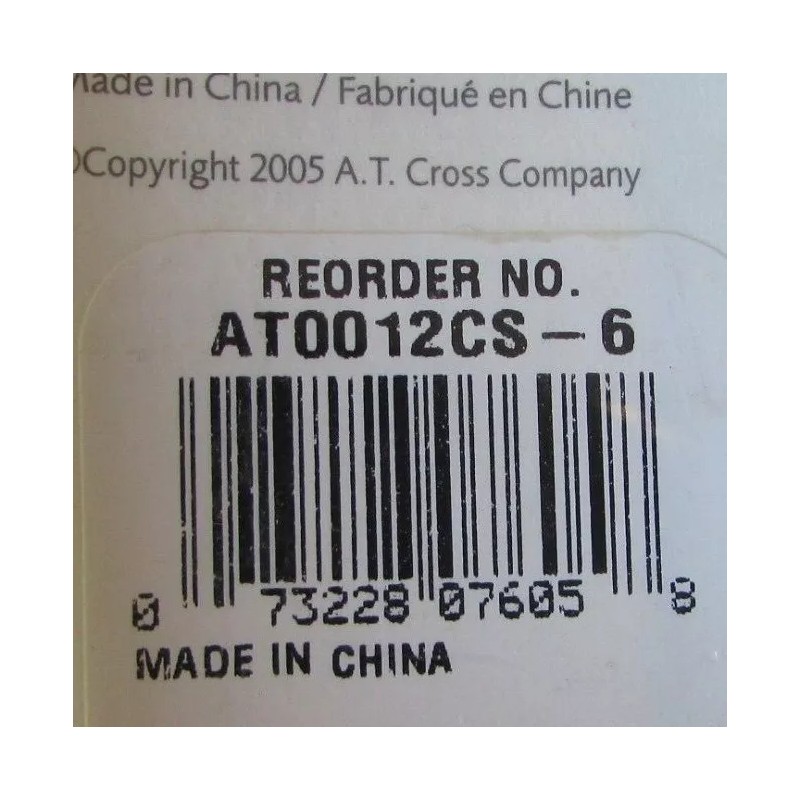 Made in China / Fabriqué en Chine
©Copyright 2005 A.T. Cross Company
REORDER NO.
AT0012CS-6
0 73228 07605 8
MADE IN CHINA